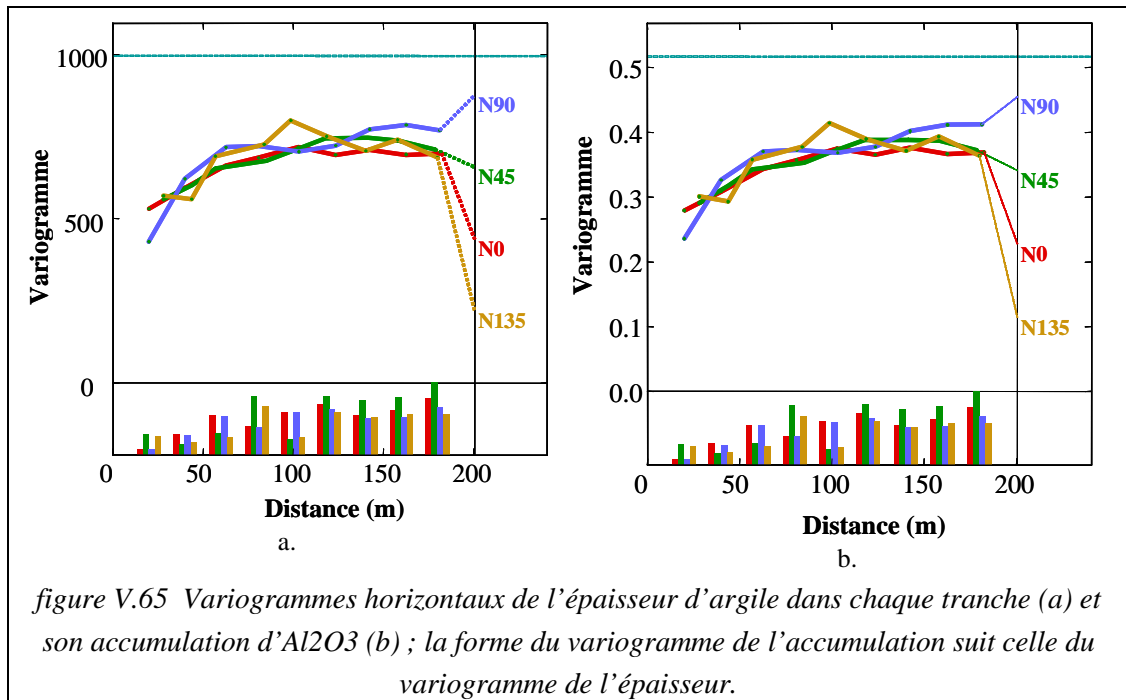 1000
500
0
Variogramme
N90
N45
N0
N135
0 50 100 150 200
Distance (m)
a.
0.5
0.4
0.3
0.2
0.1
0.0
Variogramme
N90
N45
N0
N135
0 50 100 150 200
Distance (m)
b.
figure V.65 Variogrammes horizontaux de l'épaisseur d'argile dans chaque tranche (a) et
son accumulation d'Al2O3 (b) ; la forme du variogramme de l'accumulation suit celle du
variogramme de l'épaisseur.